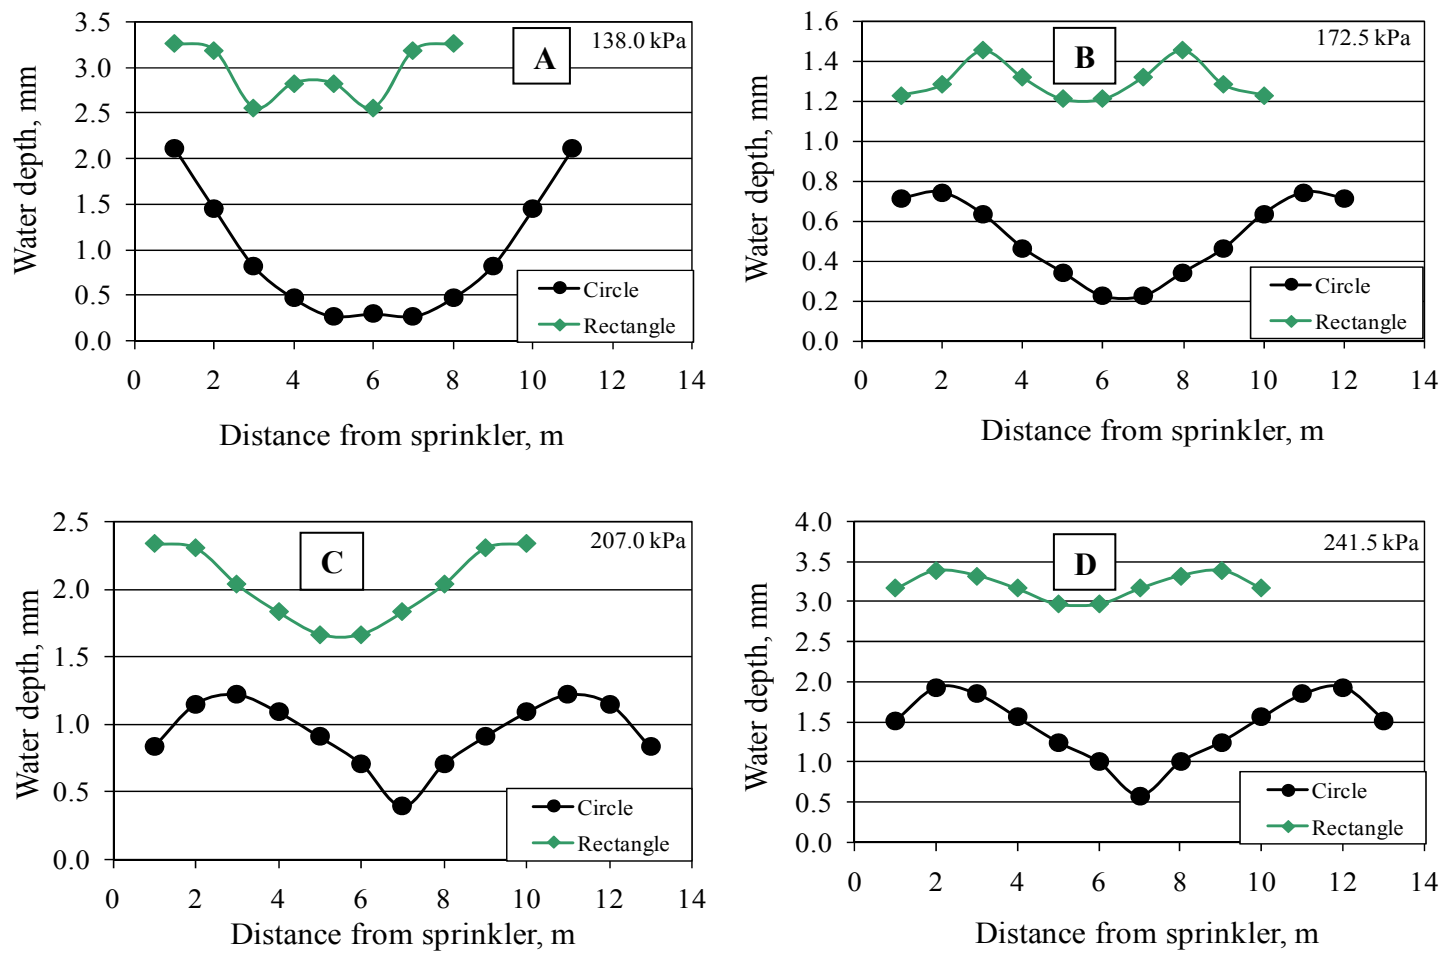 3.5
3.0
2.5
2.0
1.5
1.0
0.5
0.0
Water depth, mm
A
138.0 kPa
Circle
Rectangle
0 2 4 6 8 10 12 14
Distance from sprinkler, m
1.6
1.4
1.2
1.0
0.8
0.6
0.4
0.2
0.0
Water depth, mm
B
172.5 kPa
Circle
Rectangle
0 2 4 6 8 10 12 14
Distance from sprinkler, m
2.5
2.0
1.5
1.0
0.5
0.0
Water depth, mm
C
207.0 kPa
Circle
Rectangle
0 2 4 6 8 10 12 14
Distance from sprinkler, m
4.0
3.5
3.0
2.5
2.0
1.5
1.0
0.5
0.0
Water depth, mm
D
241.5 kPa
Circle
Rectangle
0 2 4 6 8 10 12 14
Distance from sprinkler, m